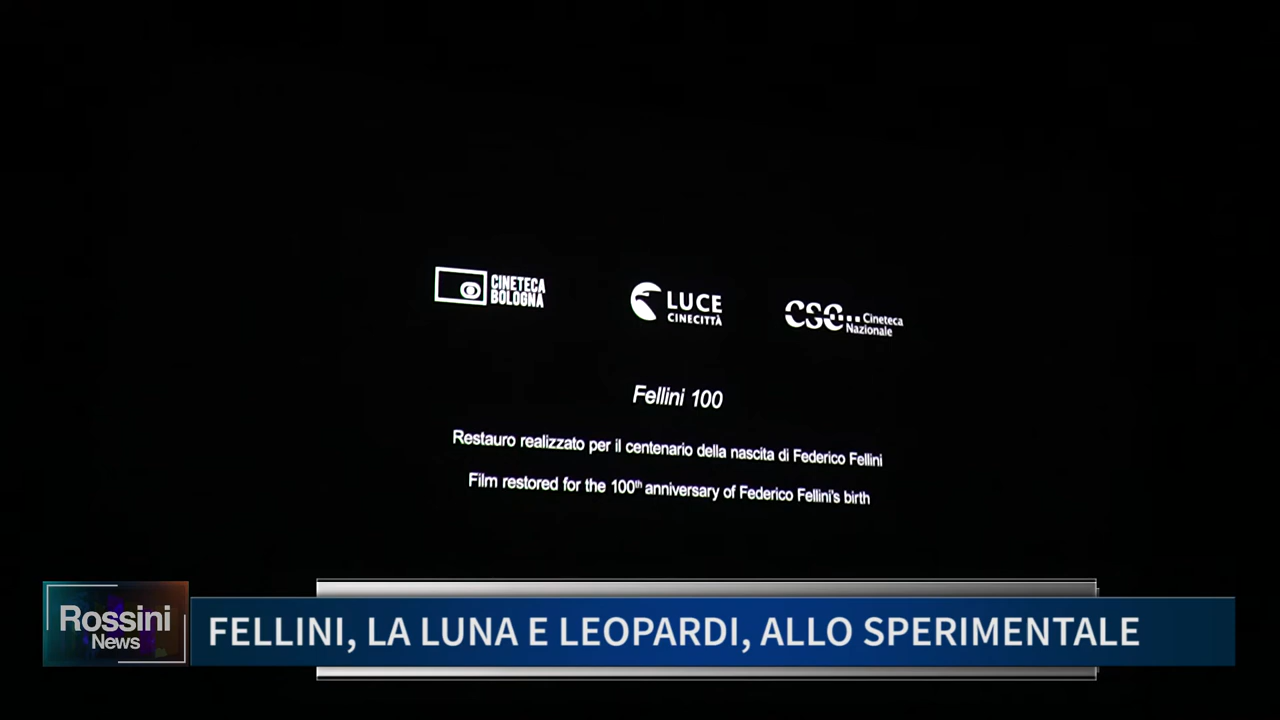 CINETECA
BOLOGNA
LUCE
CINECITTÀ
CSC... Cineteca
Nazionale
Fellini 100
Restauro realizzato per il centenario della nascita di Federico Fellini
Film restored for the 100th anniversary of Federico Fellini's birth
Rossini
News
FELLINI, LA LUNA E LEOPARDI, ALLO SPERIMENTALE